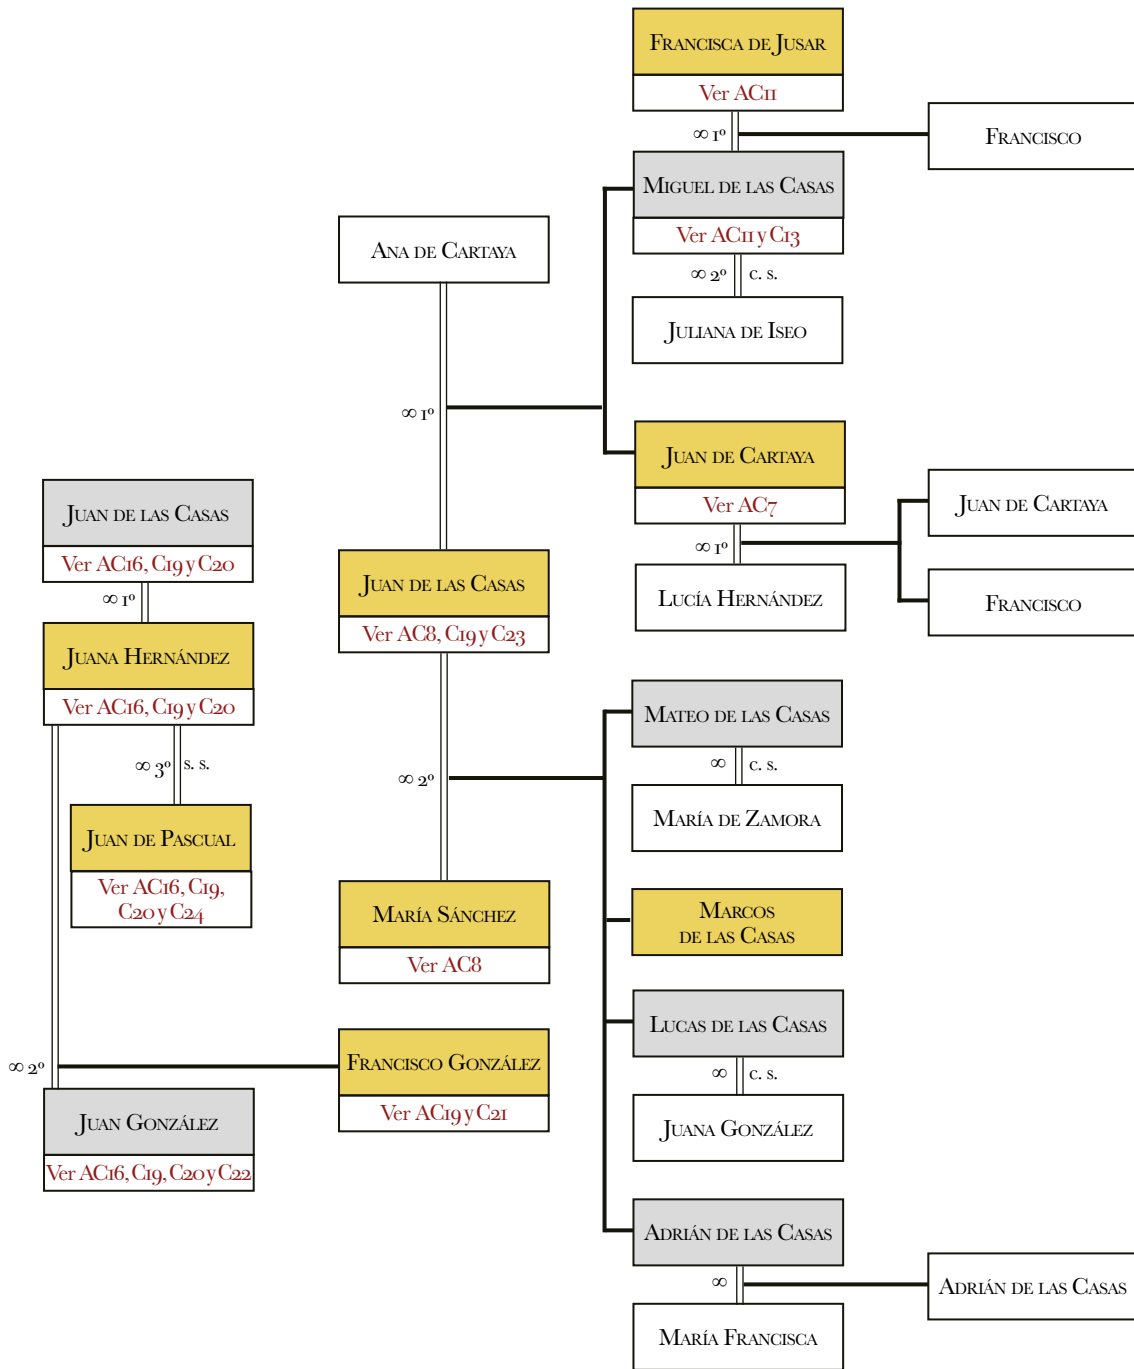 Francisca de Jusar
Ver AC11
∞ 1º
Francisco
Miguel de las Casas
Ver AC11 y C13
∞ 2º
c. s.
Juliana de Iseo
Ana de Cartaya
∞ 1º
Juan de Cartaya
Ver AC7
∞ 1º
Lucía Hernández
Juan de Cartaya
Francisco
Juan de las Casas
Ver AC16, C19 y C20
∞ 1º
Juana Hernández
Ver AC16, C19 y C20
∞ 3º
s. s.
Juan de Pascual
Ver AC16, C19,
C20 y C24
Juan de las Casas
Ver AC8, C19 y C23
∞ 2º
María Sánchez
Ver AC8
Mateo de las Casas
∞
c. s.
María de Zamora
Marcos
de las Casas
Lucas de las Casas
∞
c. s.
Juana González
∞ 2º
Francisco González
Ver AC19 y C21
Juan González
Ver AC16, C19, C20 y C22
Adrián de las Casas
∞
Adrián de las Casas
María Francisca